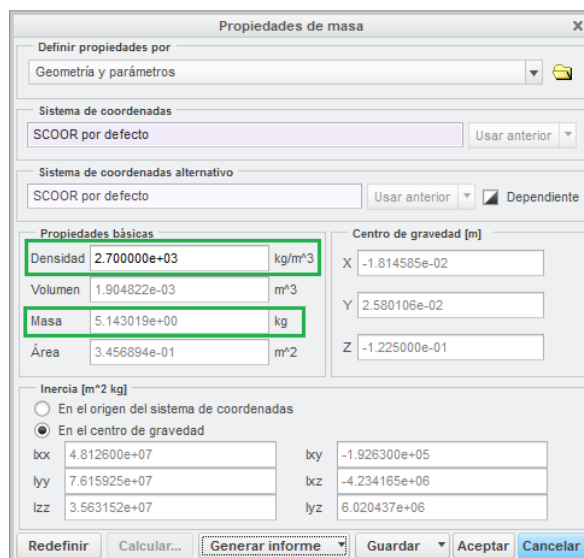 Propiedades de masa x
Definir propiedades por
Geometría y parámetros
Sistema de coordenadas
SCOOR por defecto Usar anterior
Sistema de coordenadas alternativo
SCOOR por defecto Usar anterior Dependiente
Propiedades básicas
Densidad 2.700000e+03 kg/m^3
Volumen 1.904822e-03 m^3
Masa 5.143019e+00 kg
Área 3.456894e-01 m^2
Centro de gravedad [m]
X -1.814585e-02
Y 2.580106e-02
Z -1.225000e-01
Inercia [m^2 kg]
En el origen del sistema de coordenadas
En el centro de gravedad
Ixx 4.812600e+07 Ixy -1.926300e+05
Iyy 7.615925e+07 Ixz -4.234165e+06
Izz 3.563152e+07 Iyz 6.020437e+06
Redefinir Calcular... Generar informe Guardar Aceptar Cancelar